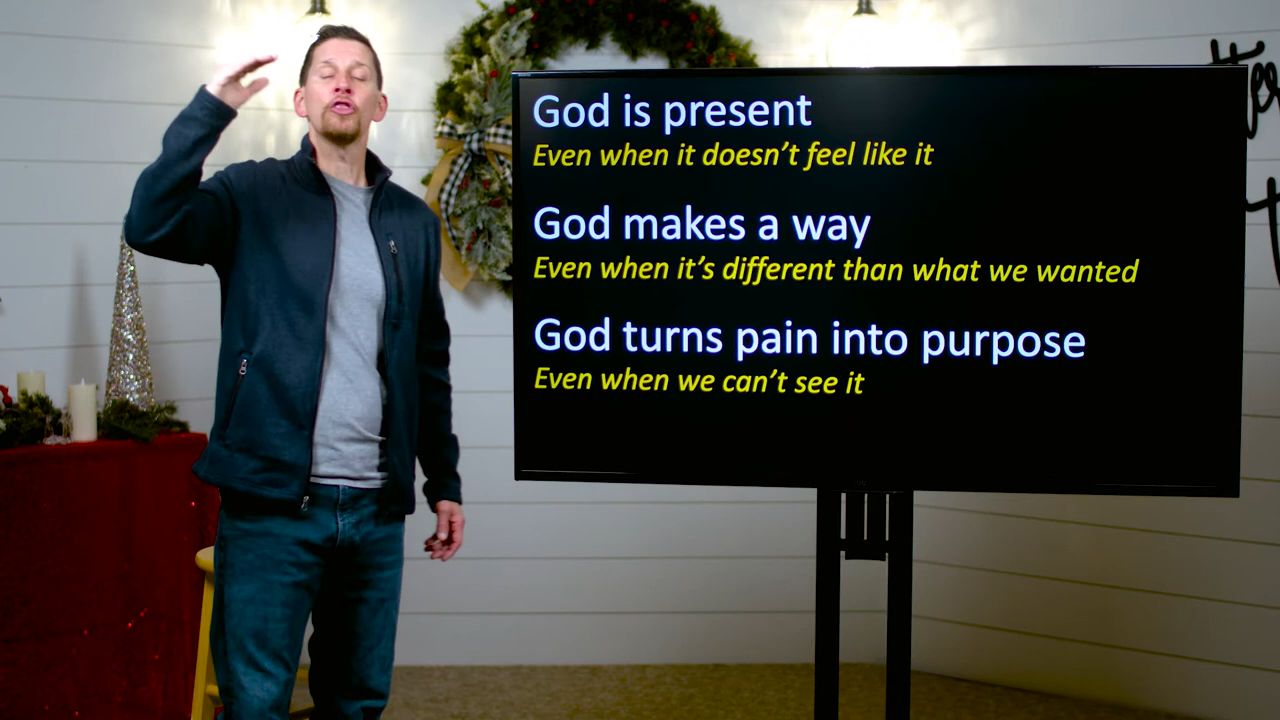 God is present
Even when it doesn't feel like it
God makes a way
Even when it's different than what we wanted
God turns pain into purpose
Even when we can't see it